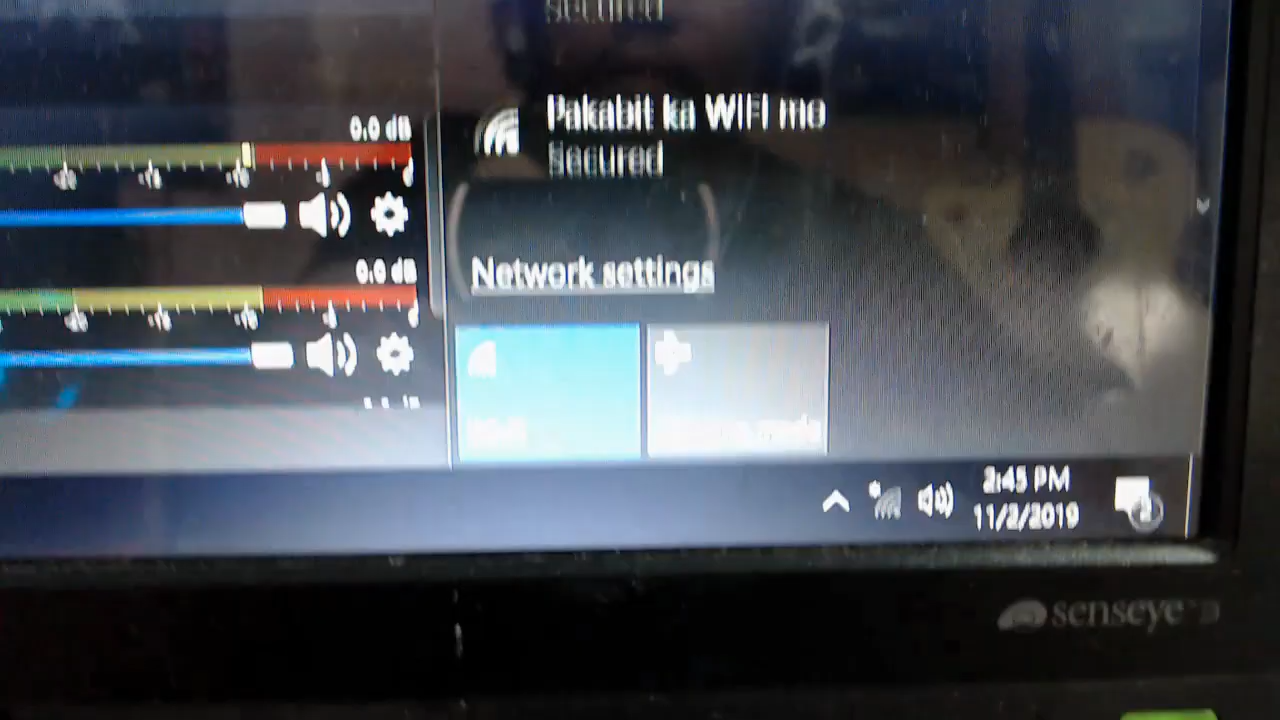 secured
Pakabit ka WIFI mo
Secured
0.0 dB
Network settings
0.0 dB
2:45 PM
11/2/2019
senseye